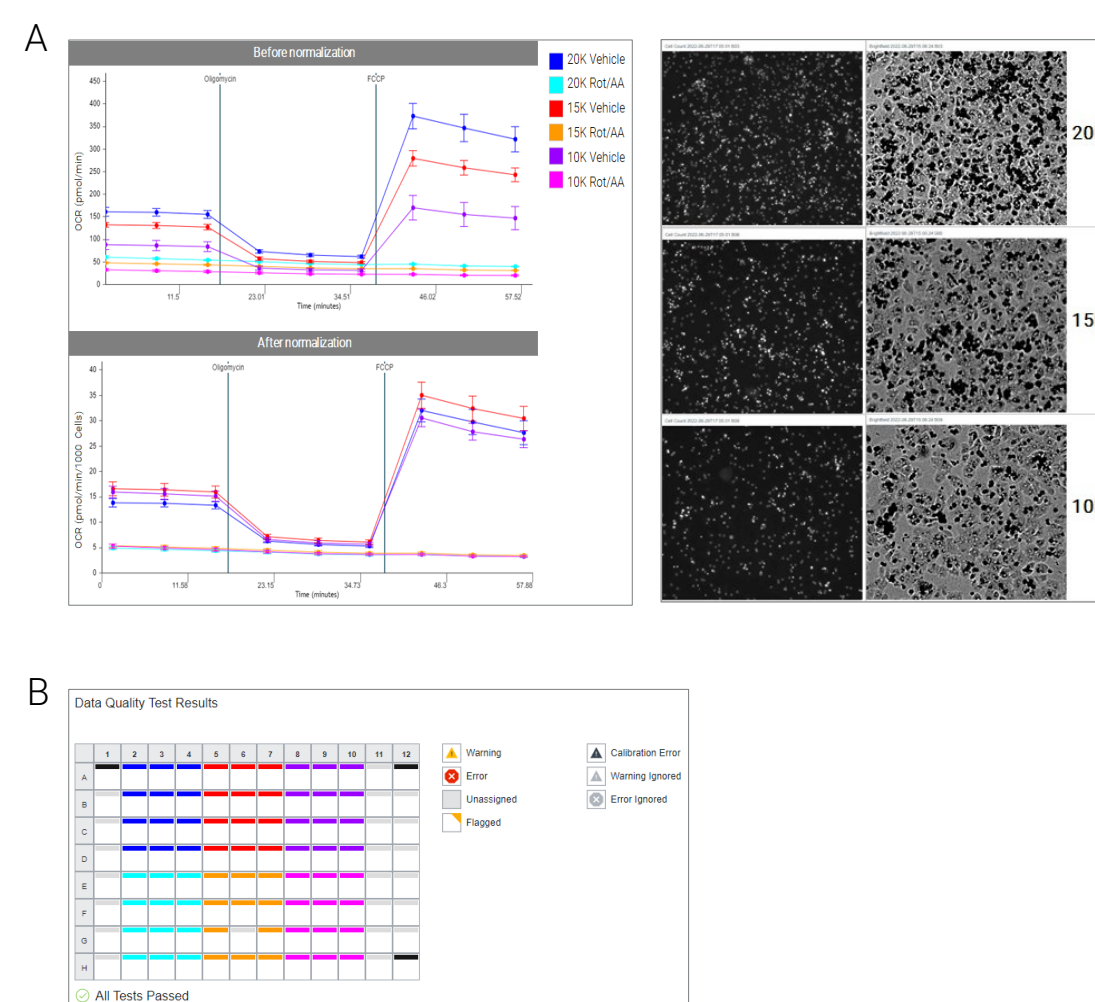 A
Before normalization
Oligomycin
FCCP
OCR (pmol/min)
450
400
350
300
250
200
150
100
50
0
11.5
23.01
34.51
46.02
57.52
Time (minutes)
20K Vehicle
20K Rot/AA
15K Vehicle
15K Rot/AA
10K Vehicle
10K Rot/AA
After normalization
Oligomycin
FCCP
OCR (pmol/min/1000 Cells)
40
35
30
25
20
15
10
5
0
0
11.58
23.15
34.73
46.3
57.88
Time (minutes)
20
15
10
B
Data Quality Test Results
1 2 3 4 5 6 7 8 9 10 11 12
A
B
C
D
E
F
G
H
Warning
Error
Unassigned
Flagged
Calibration Error
Warning Ignored
Error Ignored
All Tests Passed